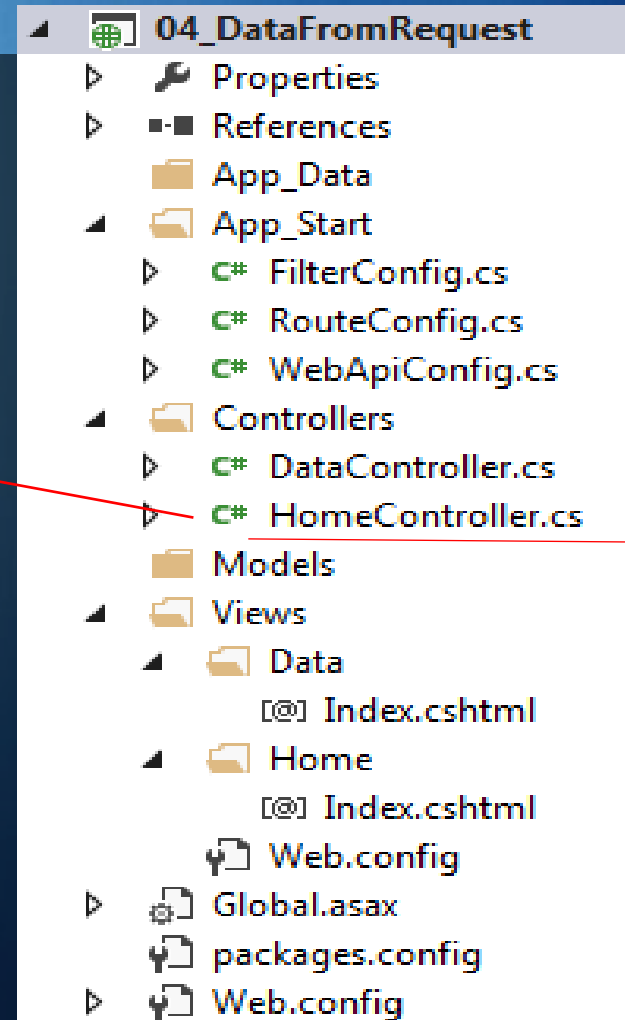 04_DataFromRequest
Properties
References
App_Data
App_Start
C# FilterConfig.cs
C# RouteConfig.cs
C# WebApiConfig.cs
Controllers
C# DataController.cs
C# HomeController.cs
Models
Views
Data
[@] Index.cshtml
Home
[@] Index.cshtml
Web.config
Global.asax
packages.config
Web.config